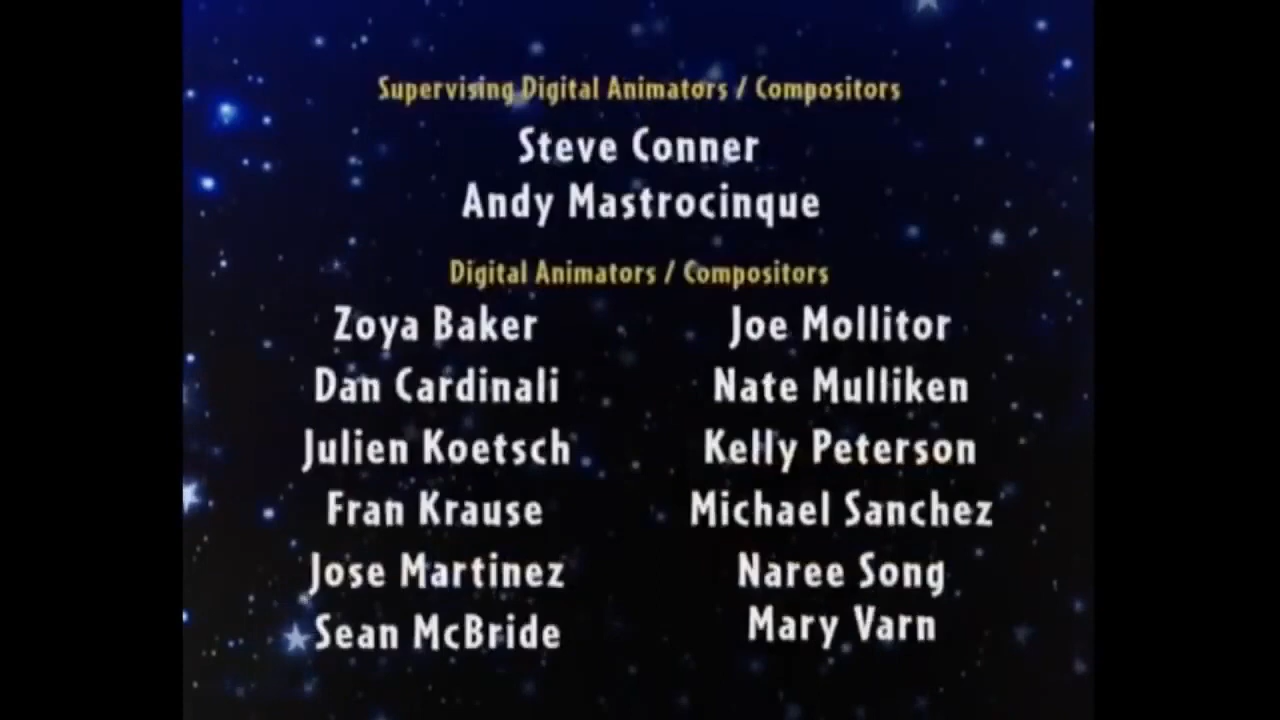 Supervising Digital Animators / Compositors
Steve Conner
Andy Mastrocinque
Digital Animators / Compositors
Zoya Baker
Dan Cardinali
Julien Koetsch
Fran Krause
Jose Martinez
Sean McBride
Joe Mollitor
Nate Mulliken
Kelly Peterson
Michael Sanchez
Naree Song
Mary Varn